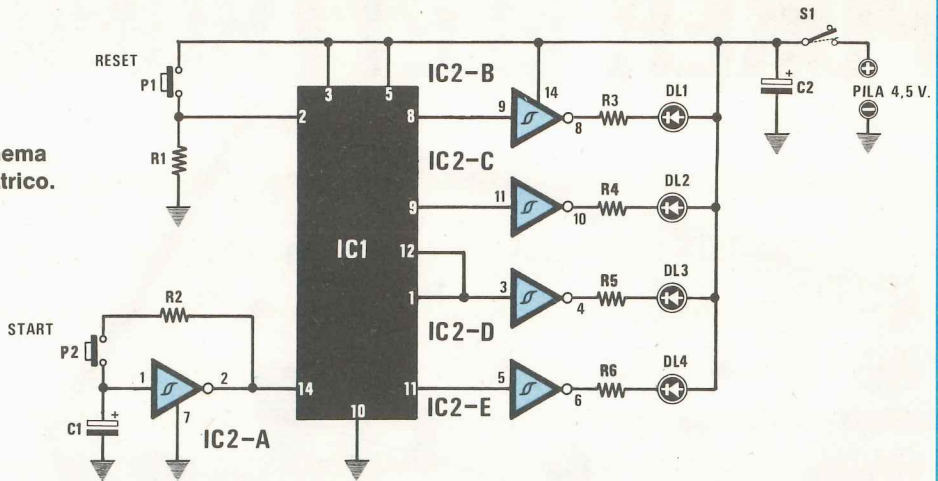 S1
RESET
P1
3
5
IC2-B
14
9
8
R3
DL1
C2
+
PILA 4,5 V.
2
8
R1
IC2-C
R4
DL2
11
10
9
IC1
12
R5
DL3
3
4
1
IC2-D
R2
START
P2
1
2
7
C1
+
IC2-A
14
10
11
IC2-E
5
6
R6
DL4